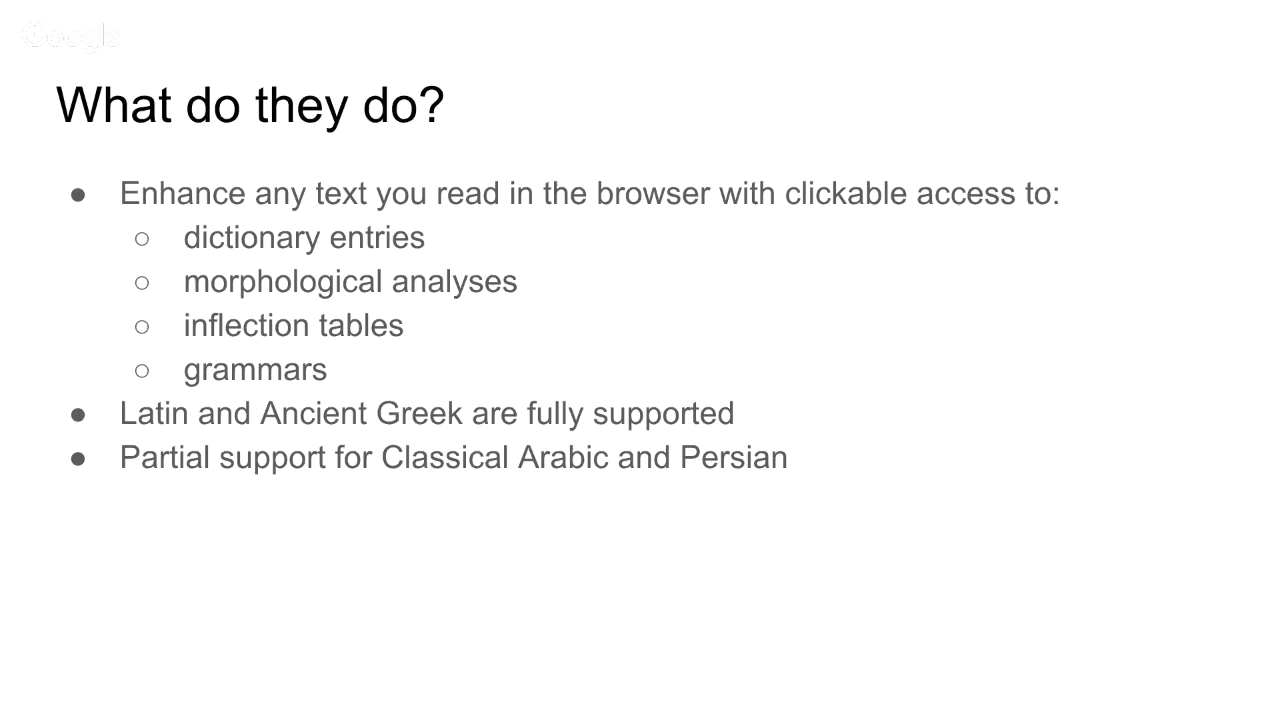 Google
What do they do?
● Enhance any text you read in the browser with clickable access to:
○ dictionary entries
○ morphological analyses
○ inflection tables
○ grammars
● Latin and Ancient Greek are fully supported
● Partial support for Classical Arabic and Persian